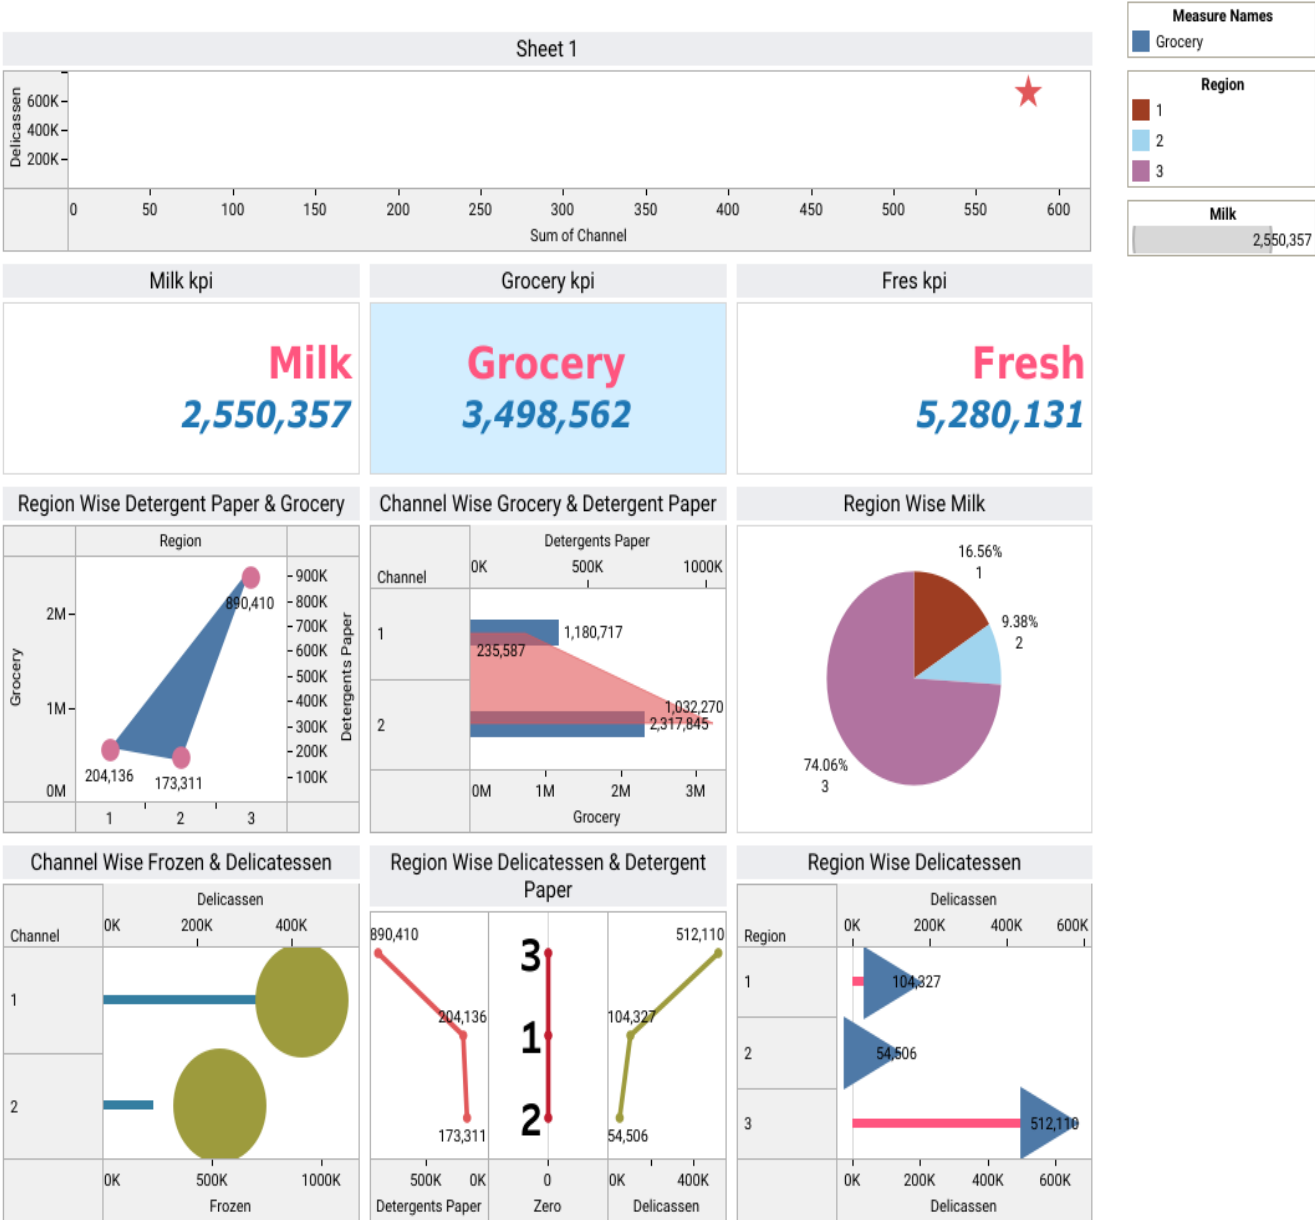 Sheet 1
Delicassen
600K
400K
200K
0 50 100 150 200 250 300 350 400 450 500 550 600
Sum of Channel
Measure Names
Grocery
Region
1
2
3
Milk
2,550,357
Milk kpi
Milk
2,550,357
Grocery kpi
Grocery
3,498,562
Fres kpi
Fresh
5,280,131
Region Wise Detergent Paper & Grocery
Region
Grocery
2M
1M
0M
890,410
204,136
173,311
900K
800K
700K
600K
500K
400K
300K
200K
100K
Detergents Paper
1 2 3
Channel Wise Grocery & Detergent Paper
Detergents Paper
0K 500K 1000K
Channel
1
1,180,717
235,587
2
1,032,270
2,317,845
0M 1M 2M 3M
Grocery
Region Wise Milk
16.56%
1
9.38%
2
74.06%
3
Channel Wise Frozen & Delicatessen
Delicassen
0K 200K 400K
Channel
1
2
0K 500K 1000K
Frozen
Region Wise Delicatessen & Detergent
Paper
890,410
204,136
173,311
500K 0K
Detergents Paper
3
1
2
0
Zero
512,110
104,327
54,506
0K 400K
Delicassen
Region Wise Delicatessen
Delicassen
0K 200K 400K 600K
Region
1
104,327
2
54,506
3
512,110
0K 200K 400K 600K
Delicassen